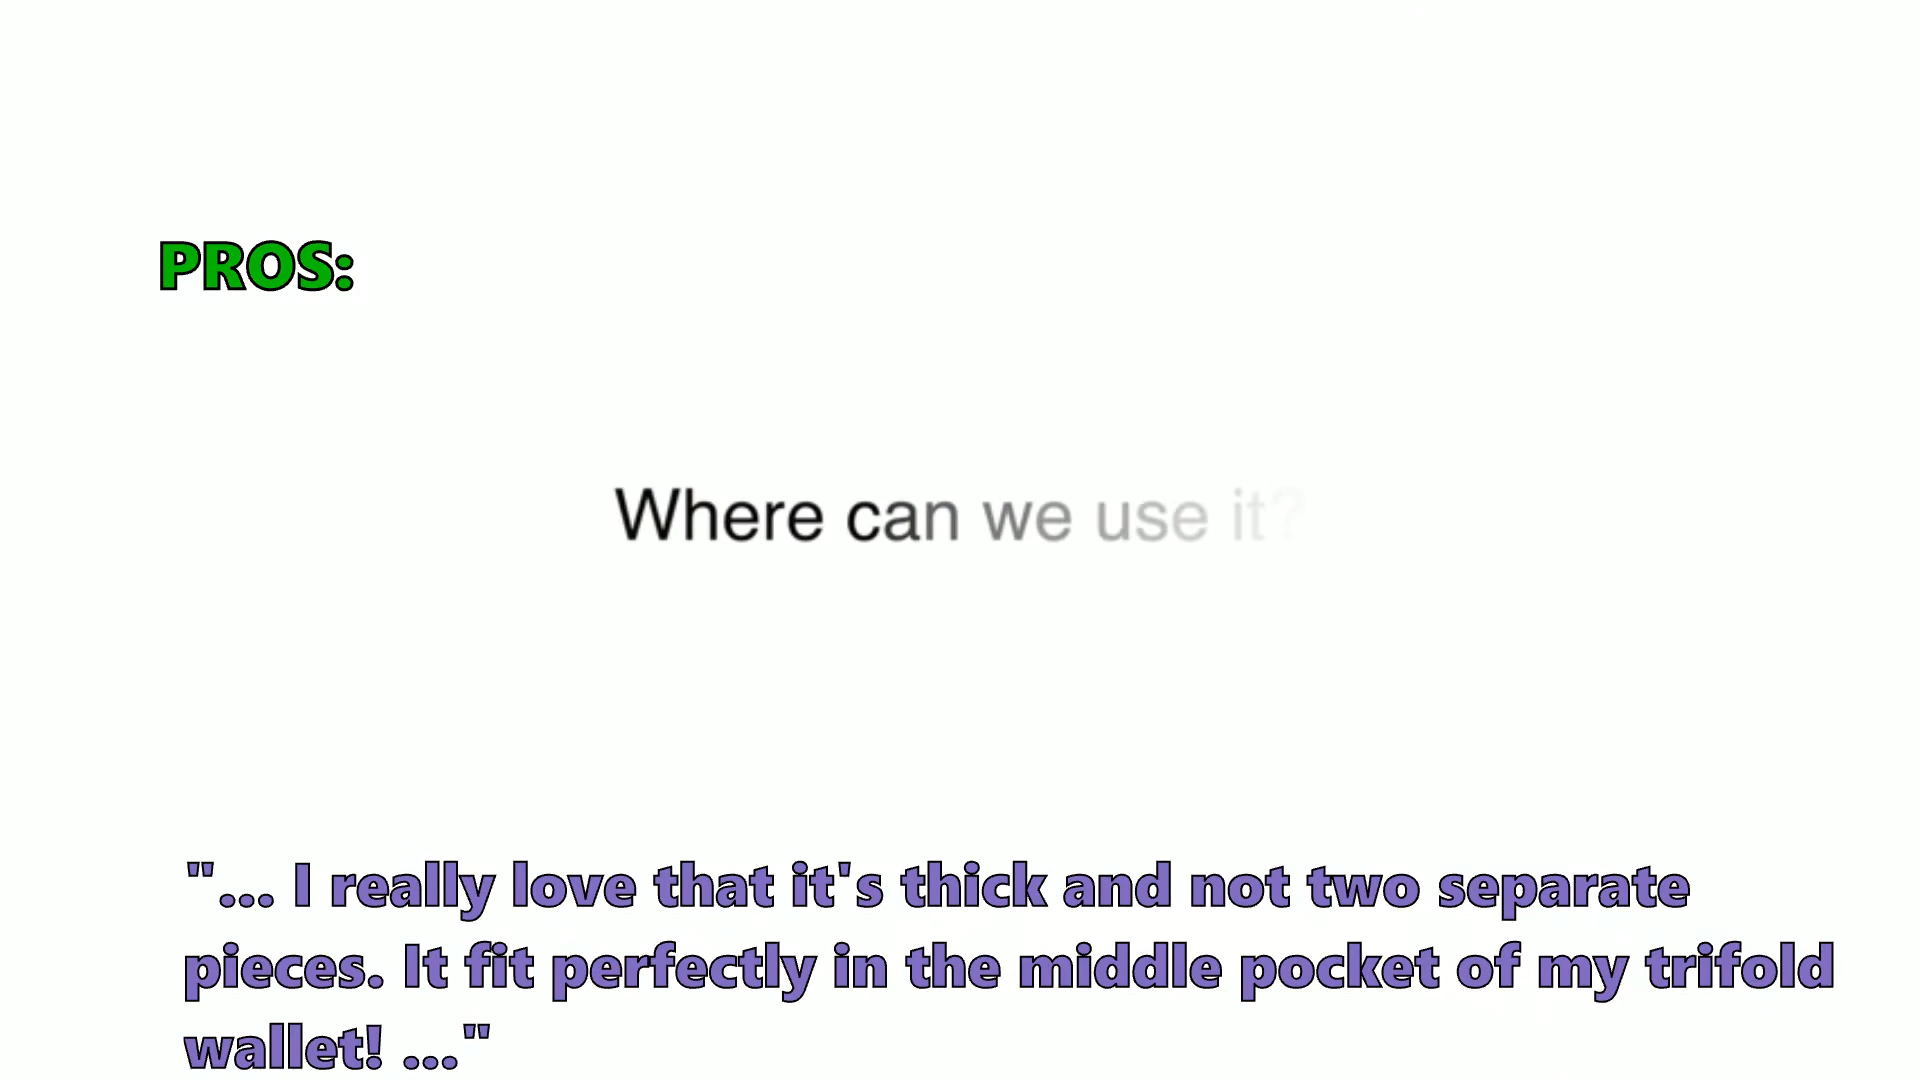 PROS:
Where can we use it?
"... I really love that it's thick and not two separate
pieces. It fit perfectly in the middle pocket of my trifold
wallet! ..."